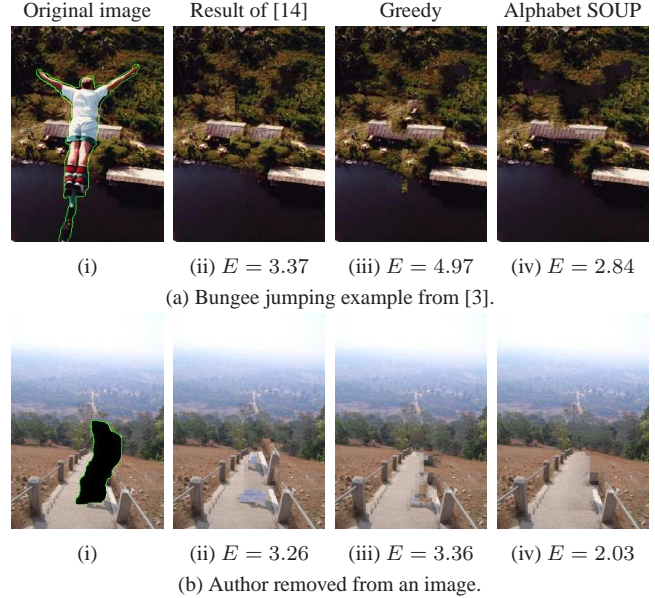 Original image Result of [14] Greedy Alphabet SOUP
(i) (ii) E = 3.37 (iii) E = 4.97 (iv) E = 2.84
(a) Bungee jumping example from [3].
(i) (ii) E = 3.26 (iii) E = 3.36 (iv) E = 2.03
(b) Author removed from an image.